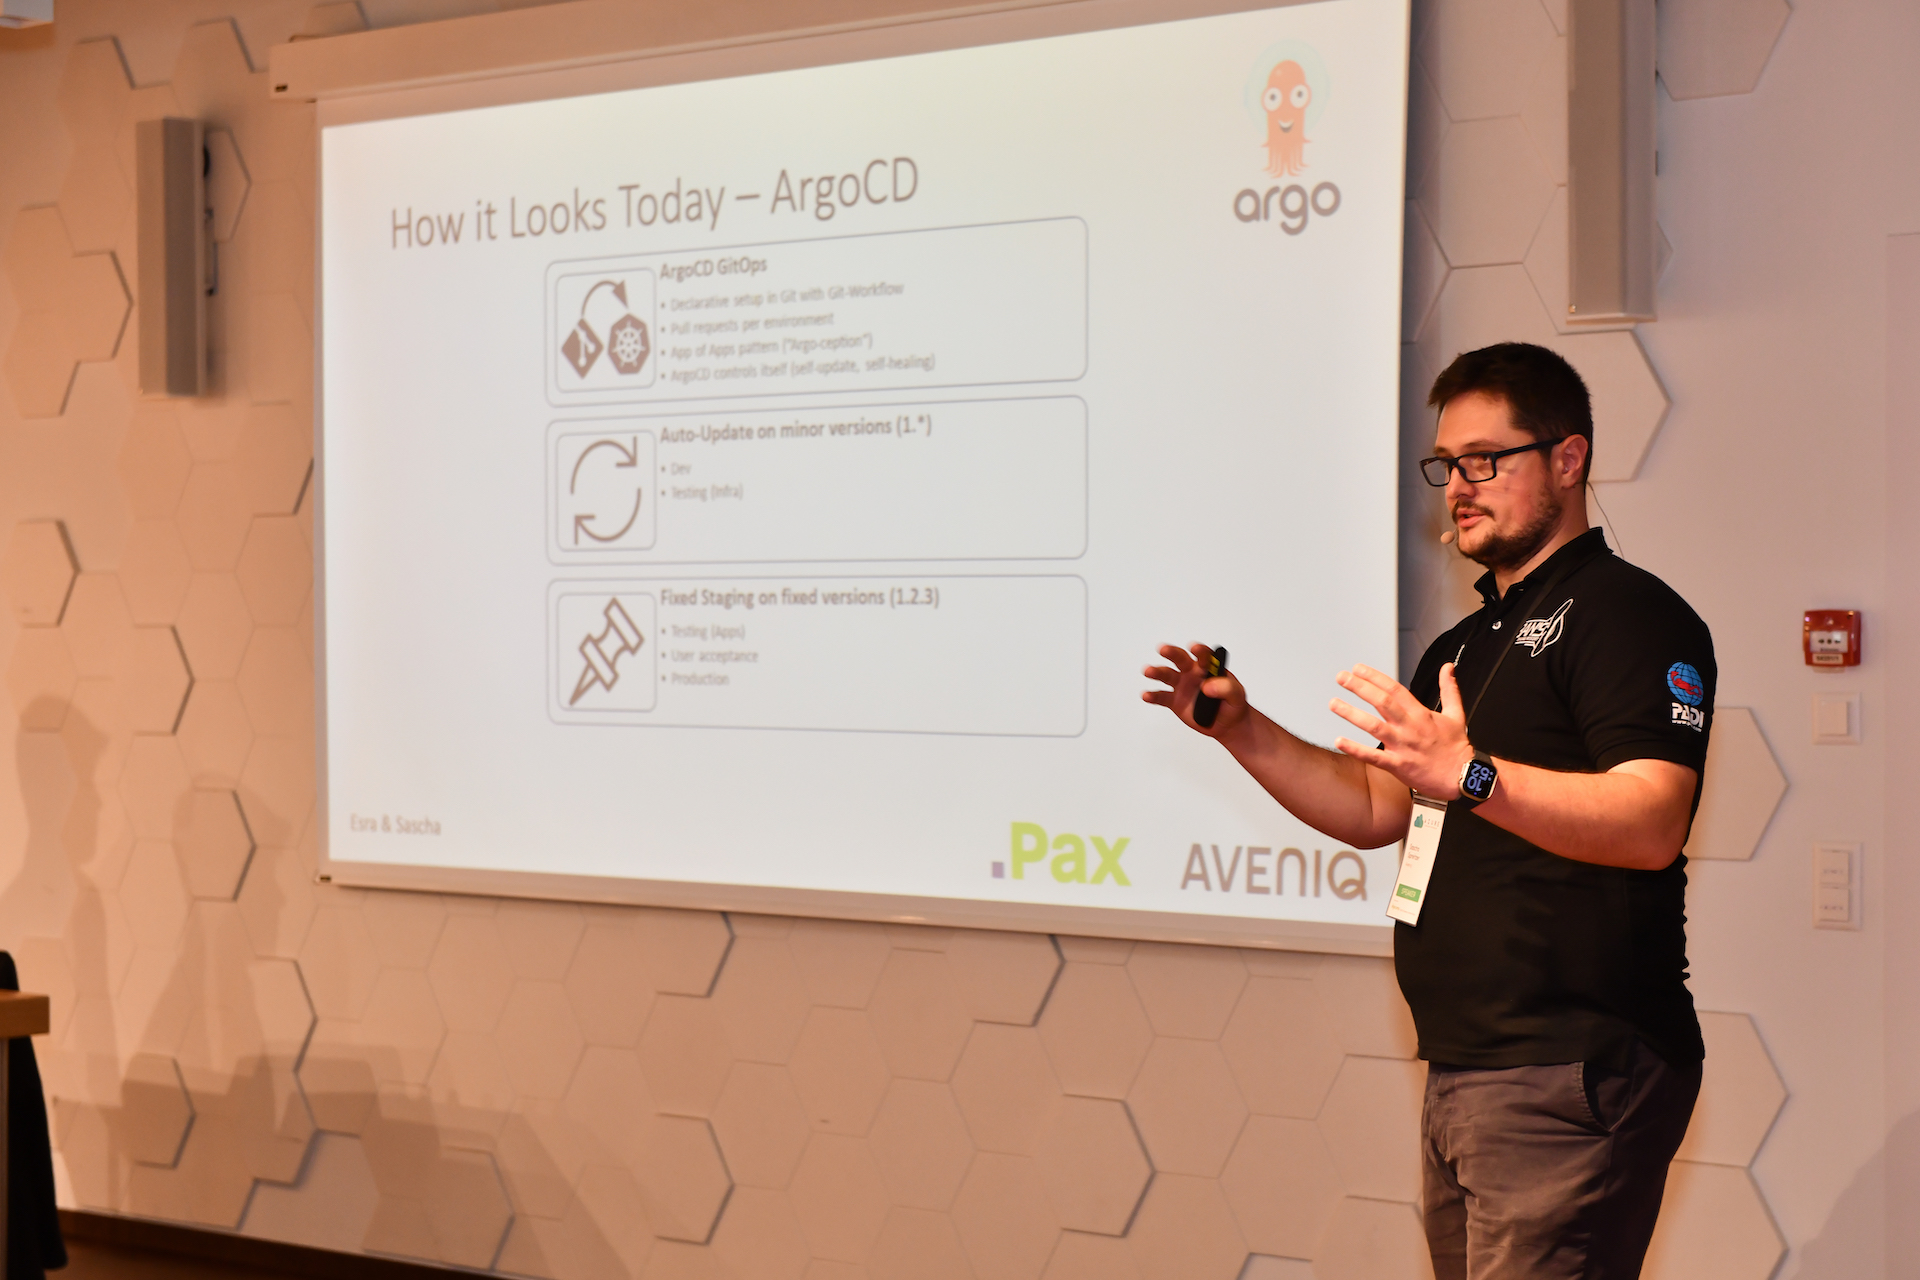 How it Looks Today – ArgoCD
argo
ArgoCD GitOps
• Declarative setup in Git with Git-Workflow
• Pull requests per environment
• App of Apps pattern ("Argo-ception")
• ArgoCD controls itself (self-update, self-healing)
Auto-Update on minor versions (1.*)
• Dev
• Testing (Infra)
Fixed Staging on fixed versions (1.2.3)
• Testing (Apps)
• User acceptance
• Production
Esra & Sascha
.Pax
AVENIQ
PADI
10
52
SPEAKER